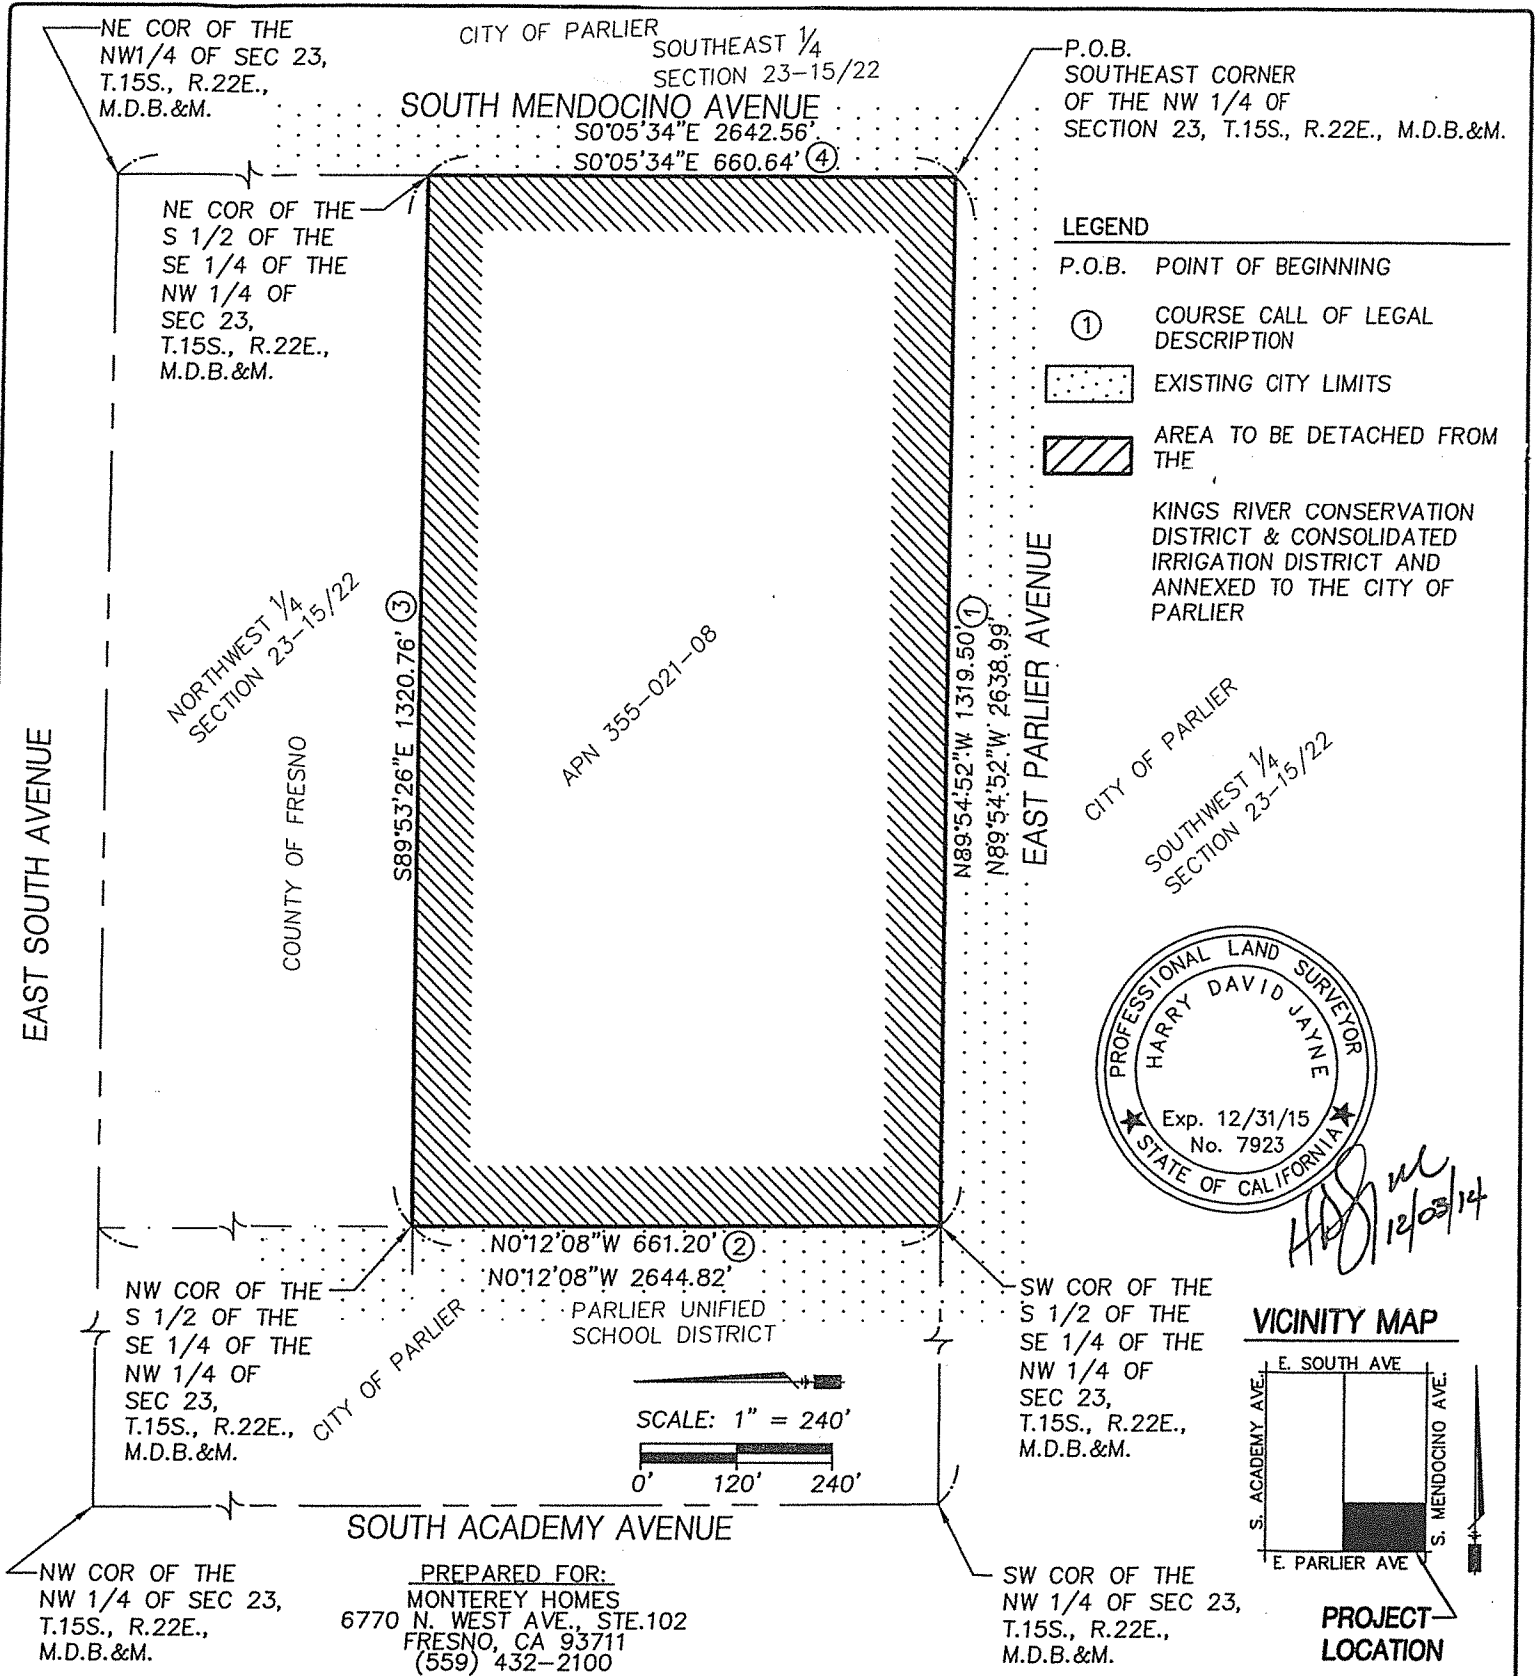 NE COR OF THE
NW1/4 OF SEC 23,
T.15S., R.22E.,
M.D.B.&M.
CITY OF PARLIER
SOUTHEAST 1/4
SECTION 23-15/22
P.O.B.
SOUTHEAST CORNER
OF THE NW 1/4 OF
SECTION 23, T.15S., R.22E., M.D.B.&M.
SOUTH MENDOCINO AVENUE
S0°05'34"E 2642.56'
S0°05'34"E 660.64' ④
NE COR OF THE
S 1/2 OF THE
SE 1/4 OF THE
NW 1/4 OF
SEC 23,
T.15S., R.22E.,
M.D.B.&M.
LEGEND
P.O.B. POINT OF BEGINNING
① COURSE CALL OF LEGAL
DESCRIPTION
EXISTING CITY LIMITS
AREA TO BE DETACHED FROM
THE
KINGS RIVER CONSERVATION
DISTRICT & CONSOLIDATED
IRRIGATION DISTRICT AND
ANNEXED TO THE CITY OF
PARLIER
EAST SOUTH AVENUE
NORTHWEST 1/4
SECTION 23-15/22
COUNTY OF FRESNO
S89°53'26"E 1320.76' ③
APN 355-021-08
N89°54'52"W 1319.50' ①
N89°54'52"W 2638.99'
EAST PARLIER AVENUE
CITY OF PARLIER
SOUTHWEST 1/4
SECTION 23-15/22
PROFESSIONAL LAND SURVEYOR
HARRY DAVID JAYNE
Exp. 12/31/15
No. 7923
STATE OF CALIFORNIA
12/03/14
N0°12'08"W 661.20' ②
N0°12'08"W 2644.82'
NW COR OF THE
S 1/2 OF THE
SE 1/4 OF THE
NW 1/4 OF
SEC 23,
T.15S., R.22E.,
M.D.B.&M.
CITY OF PARLIER
PARLIER UNIFIED
SCHOOL DISTRICT
SW COR OF THE
S 1/2 OF THE
SE 1/4 OF THE
NW 1/4 OF
SEC 23,
T.15S., R.22E.,
M.D.B.&M.
SCALE: 1" = 240'
0' 120' 240'
VICINITY MAP
E. SOUTH AVE
S. ACADEMY AVE.
S. MENDOCINO AVE.
E. PARLIER AVE
PROJECT
LOCATION
SOUTH ACADEMY AVENUE
NW COR OF THE
NW 1/4 OF SEC 23,
T.15S., R.22E.,
M.D.B.&M.
PREPARED FOR:
MONTEREY HOMES
6770 N. WEST AVE., STE.102
FRESNO, CA 93711
(559) 432-2100
SW COR OF THE
NW 1/4 OF SEC 23,
T.15S., R.22E.,
M.D.B.&M.